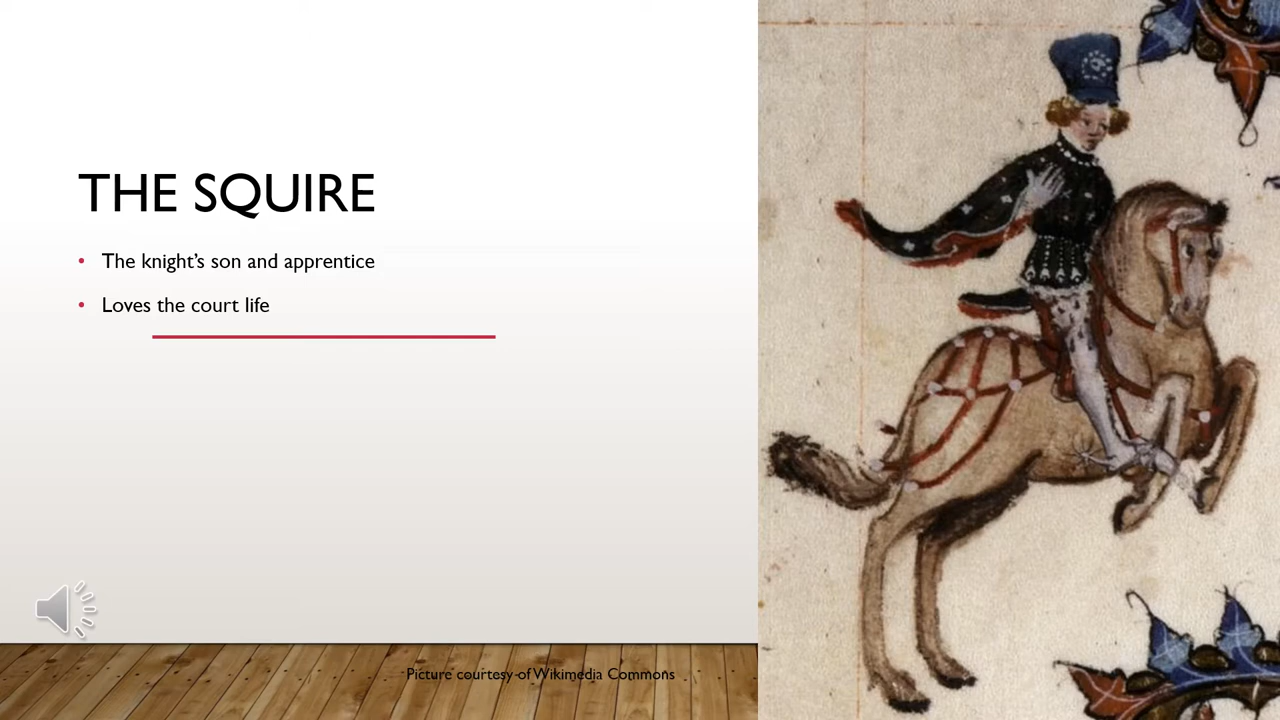 THE SQUIRE
• The knight's son and apprentice
• Loves the court life
Picture courtesy of Wikimedia Commons